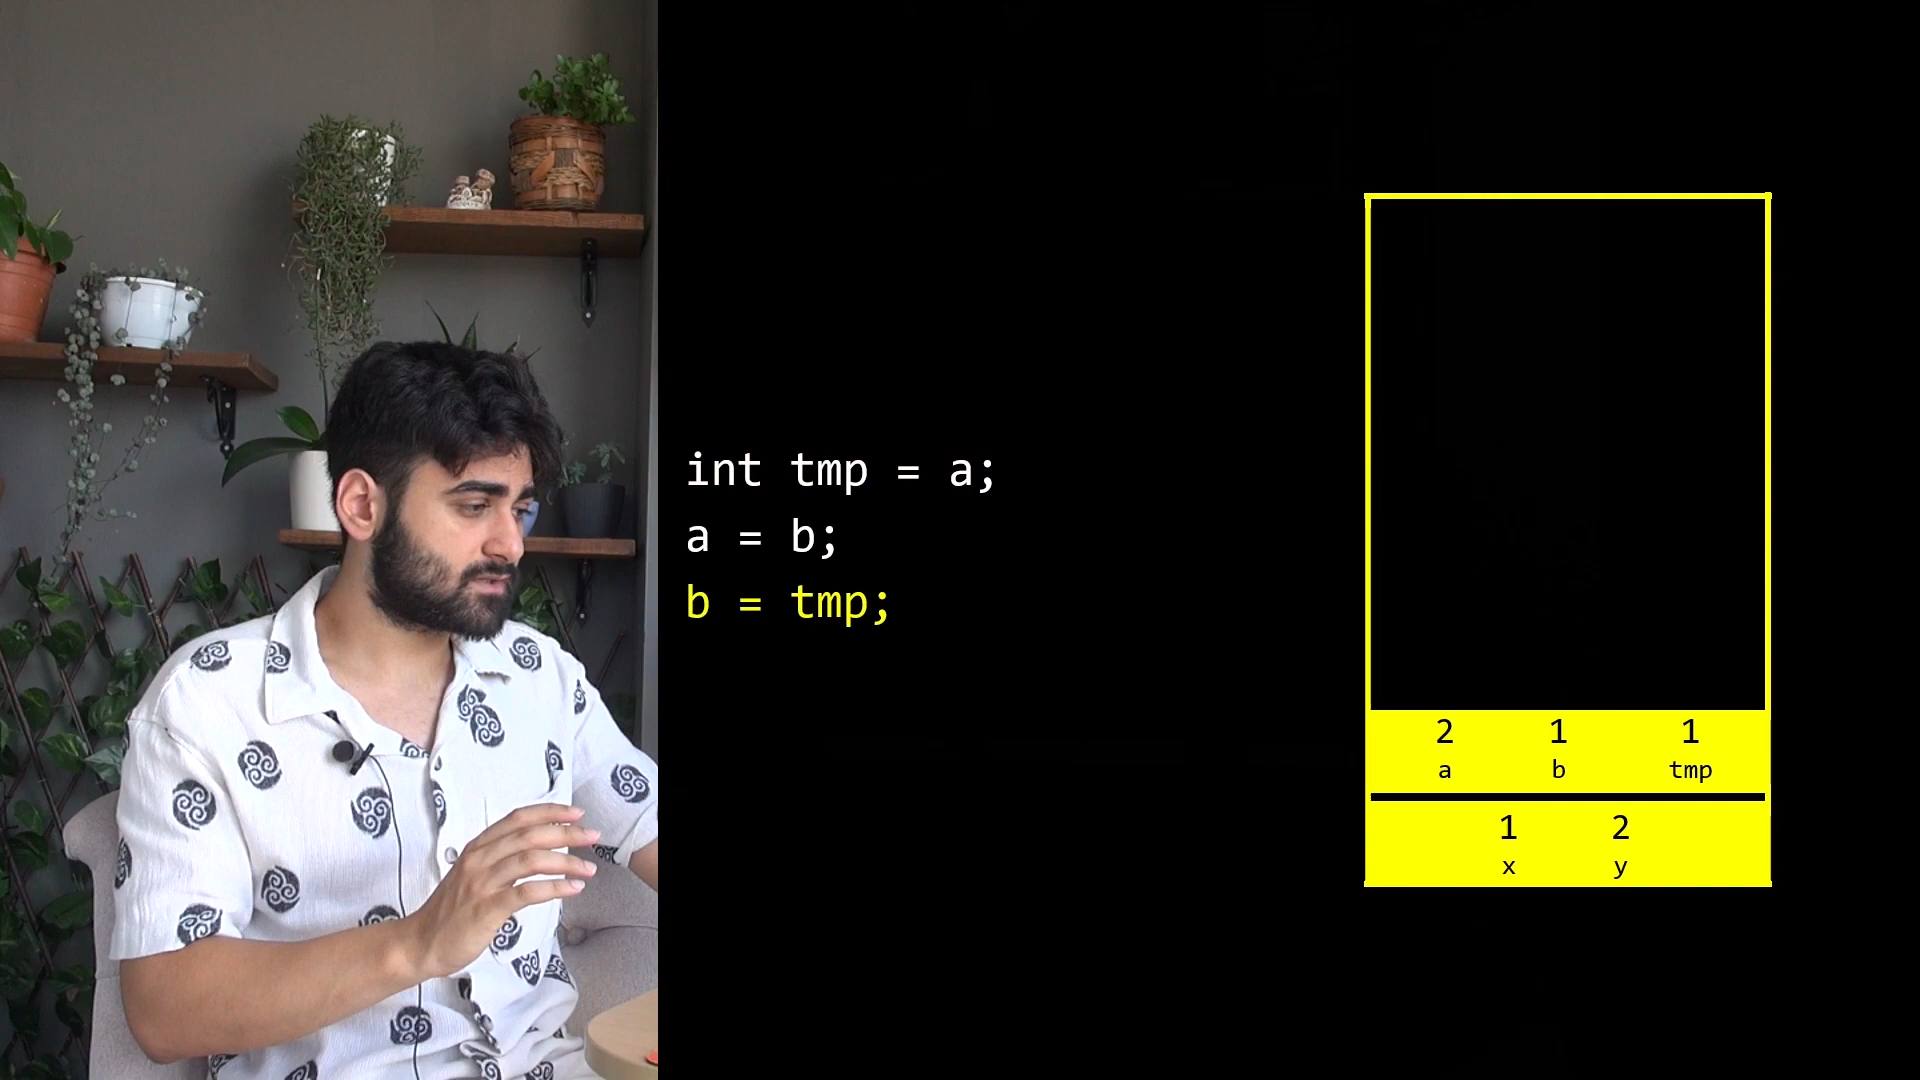 int tmp = a;
a = b;
b = tmp;
2 1 1
a b tmp
1 2
x y